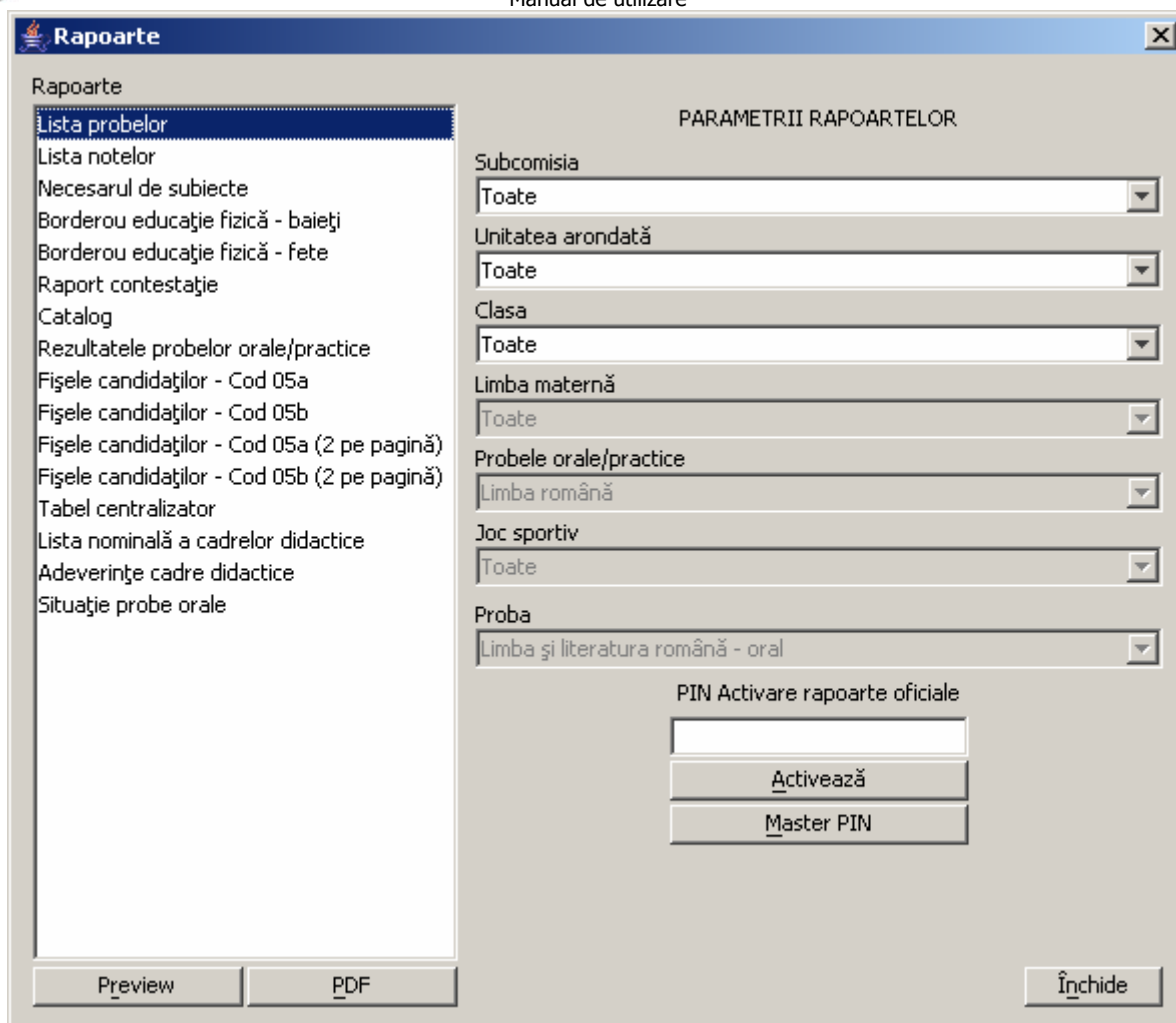 Manual de utilizare
Rapoarte
Rapoarte
Lista probelor
Lista notelor
Necesarul de subiecte
Borderou educaţie fizică - baieţi
Borderou educaţie fizică - fete
Raport contestaţie
Catalog
Rezultatele probelor orale/practice
Fişele candidaţilor - Cod 05a
Fişele candidaţilor - Cod 05b
Fişele candidaţilor - Cod 05a (2 pe pagină)
Fişele candidaţilor - Cod 05b (2 pe pagină)
Tabel centralizator
Lista nominală a cadrelor didactice
Adeverinţe cadre didactice
Situaţie probe orale
Preview
PDF
PARAMETRII RAPOARTELOR
Subcomisia
Toate
Unitatea arondată
Toate
Clasa
Toate
Limba maternă
Toate
Probele orale/practice
Limba română
Joc sportiv
Toate
Proba
Limba şi literatura română - oral
PIN Activare rapoarte oficiale
Activează
Master PIN
Închide